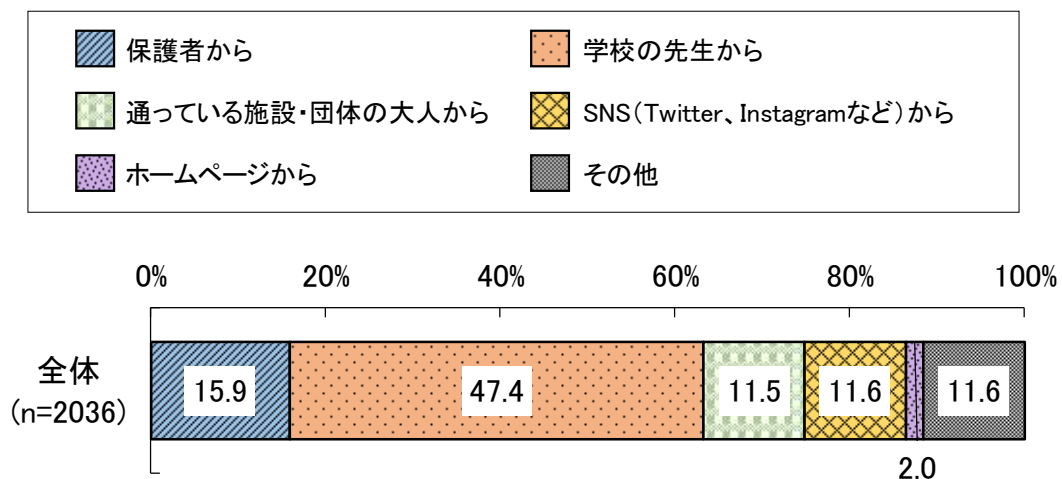 保護者から
学校の先生から
通っている施設・団体の大人から
SNS(Twitter、Instagramなど)から
ホームページから
その他
0%
20%
40%
60%
80%
100%
全体
(n=2036)
15.9
47.4
11.5
11.6
11.6
2.0